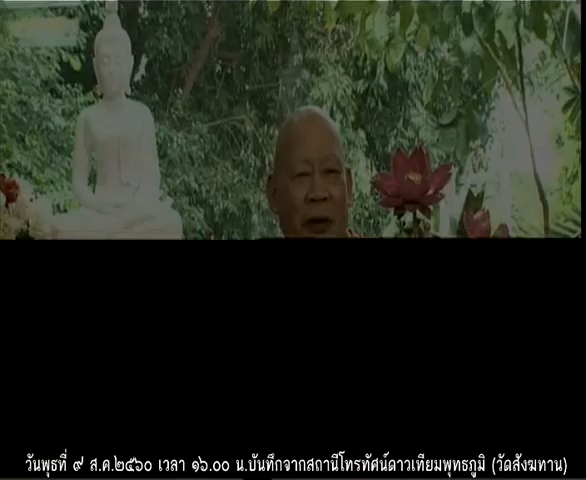 วันพุธที่ ๙ ส.ค.๒๕๖๐ เวลา ๑๖.๐๐ น.บันทึกจากสถานีโทรทัศน์ดาวเทียมพุทธภูมิ (วัดสังฆทาน)